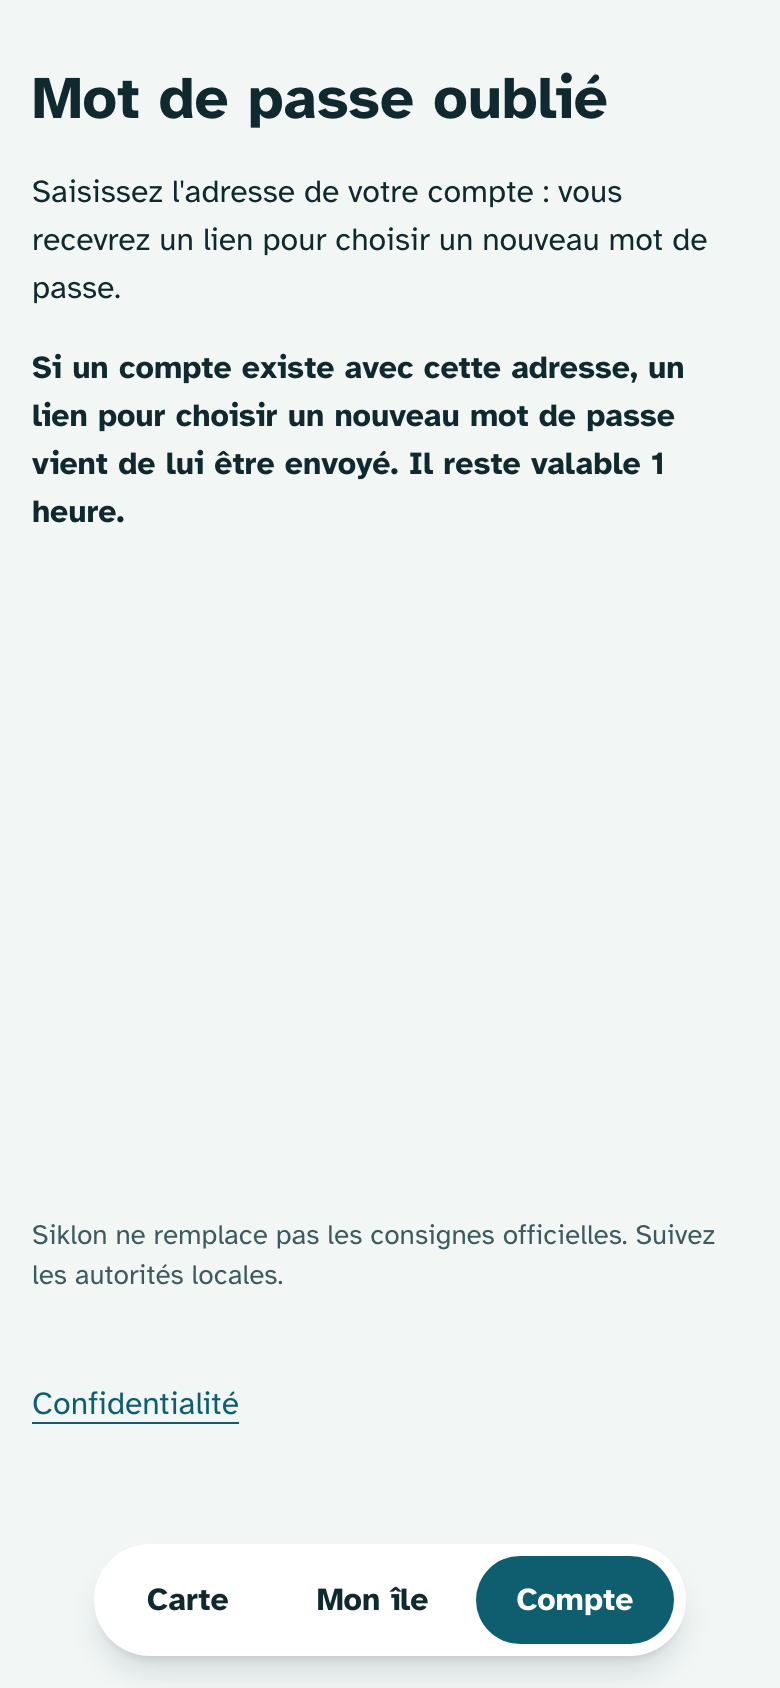 Mot de passe oublié
Saisissez l'adresse de votre compte : vous
recevrez un lien pour choisir un nouveau mot de
passe.
Si un compte existe avec cette adresse, un
lien pour choisir un nouveau mot de passe
vient de lui être envoyé. Il reste valable 1
heure.
Siklon ne remplace pas les consignes officielles. Suivez
les autorités locales.
Confidentialité
Carte
Mon île
Compte